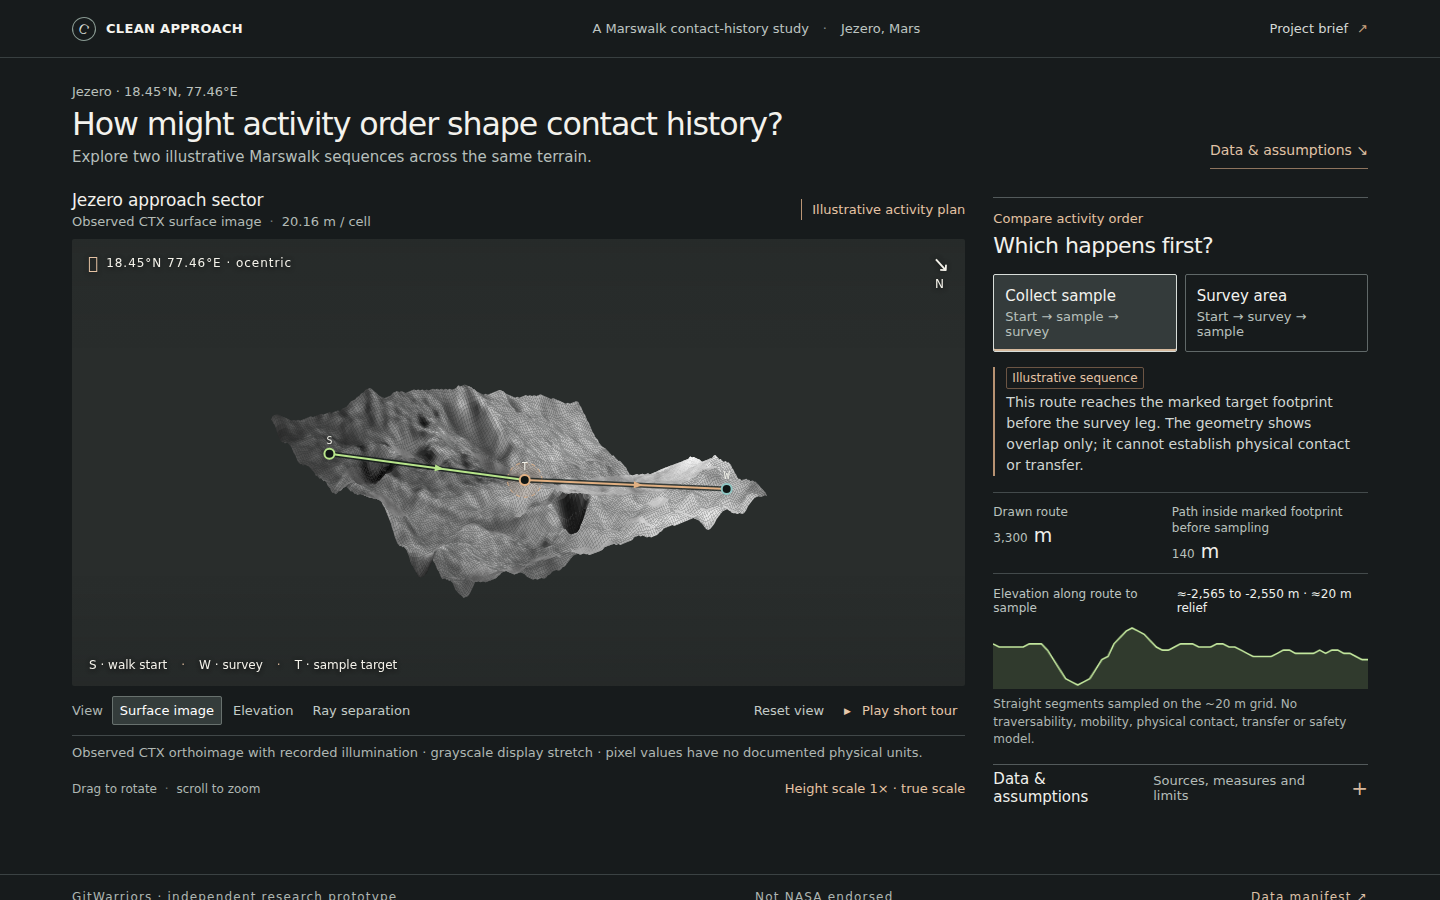 CLEAN APPROACH
A Marswalk contact-history study · Jezero, Mars
Project brief ↗
Jezero · 18.45°N, 77.46°E
How might activity order shape contact history?
Explore two illustrative Marswalk sequences across the same terrain.
Data & assumptions ↘
Jezero approach sector
Observed CTX surface image · 20.16 m / cell
Illustrative activity plan
18.45°N 77.46°E · ocentric
↘
N
S
T
W
S · walk start · W · survey · T · sample target
View Surface image Elevation Ray separation
Reset view ▸ Play short tour
Observed CTX orthoimage with recorded illumination · grayscale display stretch · pixel values have no documented physical units.
Drag to rotate · scroll to zoom
Height scale 1× · true scale
Compare activity order
Which happens first?
Collect sample
Start → sample →
survey
Survey area
Start → survey →
sample
Illustrative sequence
This route reaches the marked target footprint
before the survey leg. The geometry shows
overlap only; it cannot establish physical contact
or transfer.
Drawn route
3,300 m
Path inside marked footprint
before sampling
140 m
Elevation along route to
sample
≈-2,565 to -2,550 m · ≈20 m
relief
Straight segments sampled on the ~20 m grid. No
traversability, mobility, physical contact, transfer or safety
model.
Data &
assumptions
Sources, measures and
limits
+
GitWarriors · independent research prototype
Not NASA endorsed
Data manifest ↗